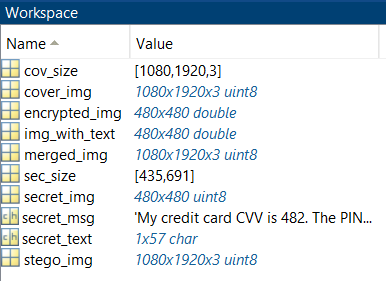 Workspace
Name Value
cov_size [1080,1920,3]
cover_img 1080x1920x3 uint8
encrypted_img 480x480 double
img_with_text 480x480 double
merged_img 1080x1920x3 uint8
sec_size [435,691]
secret_img 480x480 uint8
ch secret_msg 'My credit card CVV is 482. The PIN...
ch secret_text 1x57 char
stego_img 1080x1920x3 uint8